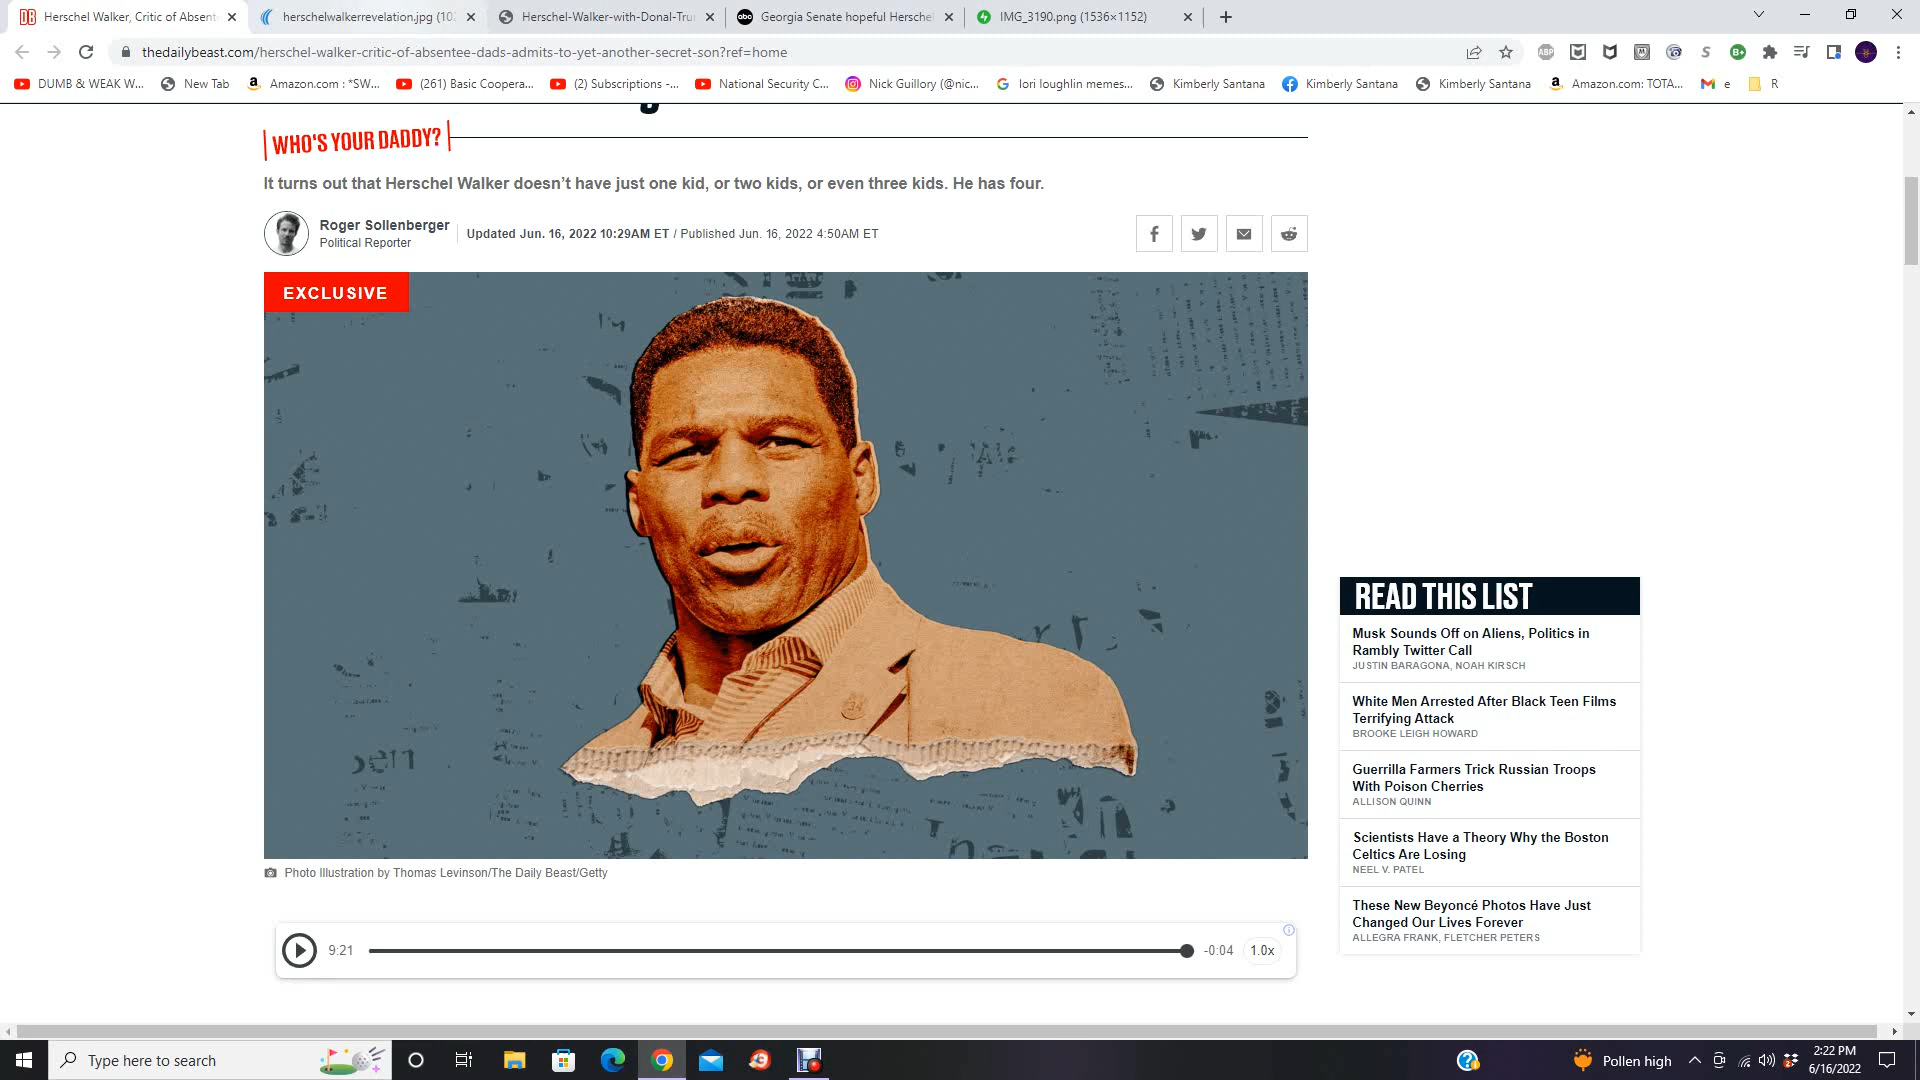 Herschel Walker, Critic of Absent
herschelwalkerrevelation.jpg (102
Herschel-Walker-with-Donal-Tru
abc
Georgia Senate hopeful Herschel
IMG_3190.png (1536×1152)
thedailybeast.com/herschel-walker-critic-of-absentee-dads-admits-to-yet-another-secret-son?ref=home
DUMB & WEAK W...
New Tab
Amazon.com : *SW...
(261) Basic Coopera...
(2) Subscriptions -...
National Security C...
Nick Guillory (@nic...
lori loughlin memes...
Kimberly Santana
Kimberly Santana
Kimberly Santana
Amazon.com: TOTA...
e
R
WHO'S YOUR DADDY?
It turns out that Herschel Walker doesn’t have just one kid, or two kids, or even three kids. He has four.
Roger Sollenberger
Political Reporter
Updated Jun. 16, 2022 10:29AM ET / Published Jun. 16, 2022 4:50AM ET
EXCLUSIVE
34
Photo Illustration by Thomas Levinson/The Daily Beast/Getty
9:21
-0:04
1.0x
READ THIS LIST
Musk Sounds Off on Aliens, Politics in
Rambly Twitter Call
JUSTIN BARAGONA, NOAH KIRSCH
White Men Arrested After Black Teen Films
Terrifying Attack
BROOKE LEIGH HOWARD
Guerrilla Farmers Trick Russian Troops
With Poison Cherries
ALLISON QUINN
Scientists Have a Theory Why the Boston
Celtics Are Losing
NEEL V. PATEL
These New Beyoncé Photos Have Just
Changed Our Lives Forever
ALLEGRA FRANK, FLETCHER PETERS
Type here to search
Pollen high
2:22 PM
6/16/2022